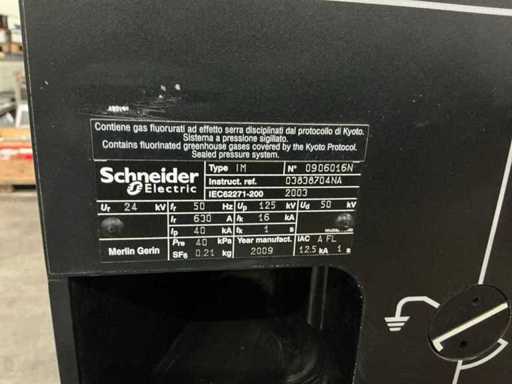 Contiene gas fluorurati ad effetto serra disciplinati dal protocollo di Kyoto.
Sistema a pressione sigillato.
Contains fluorinated greenhouse gases covered by the Kyoto Protocol.
Sealed pressure system.
Schneider
Electric
Type IM N° 0906016N
Instruct. ref. 03838704NA
IEC62271-200 2003
Ur 24 kV fr 50 Hz Up 125 kV Ud 50 kV
Ir 630 A Ik 16 kA
Ip 40 kA tk 1 s
Merlin Gerin
Pre 40 kPa Year manufact. IAC A FL
SF6 0.21 kg 2009 12.5 kA 1 s